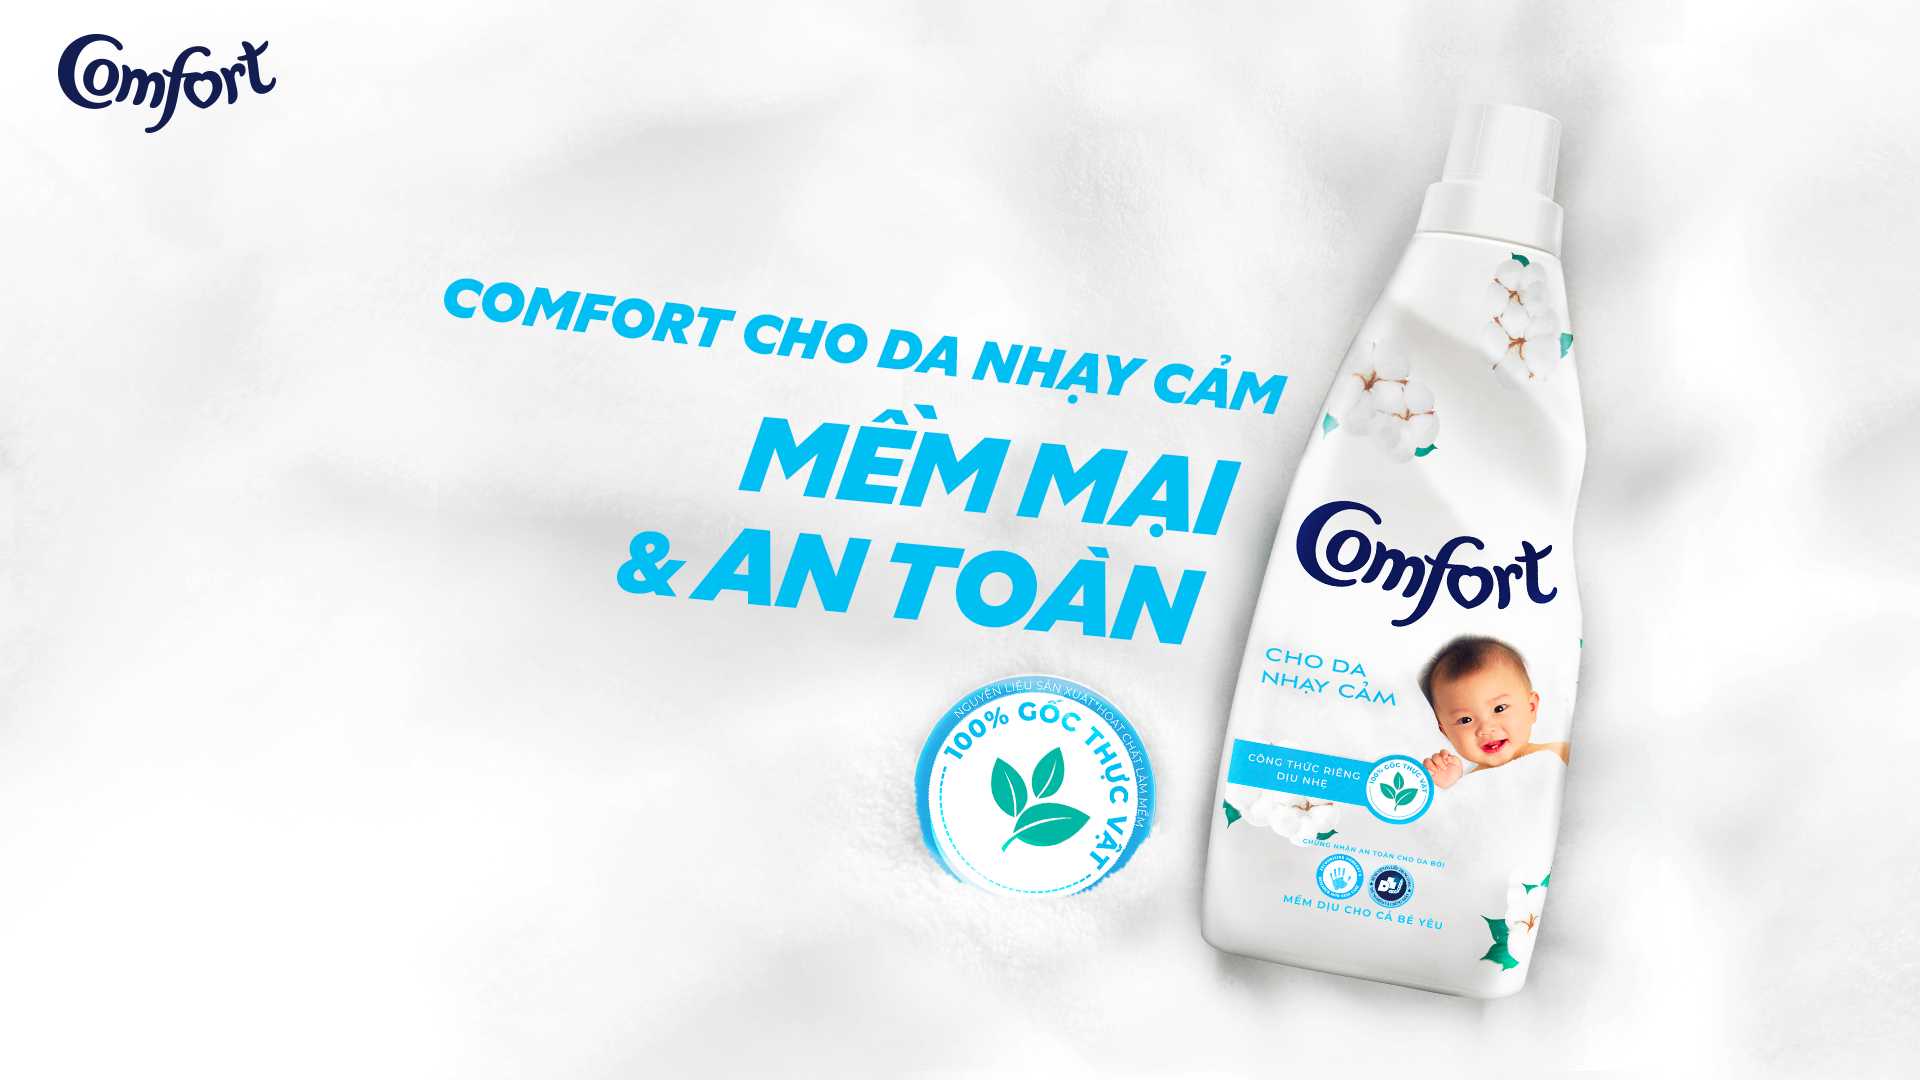 Comfort
COMFORT CHO DA NHẠY CẢM
MỀM MẠI
& AN TOÀN
NGUYÊN LIỆU SẢN XUẤT HOẠT CHẤT LÀM MỀM
100% GỐC THỰC VẬT
Comfort
CHO DA
NHẠY CẢM
CÔNG THỨC RIÊNG
DỊU NHẸ
100% GỐC THỰC VẬT
CHỨNG NHẬN AN TOÀN CHO DA BỞI
MỀM DỊU CHO CẢ BÉ YÊU